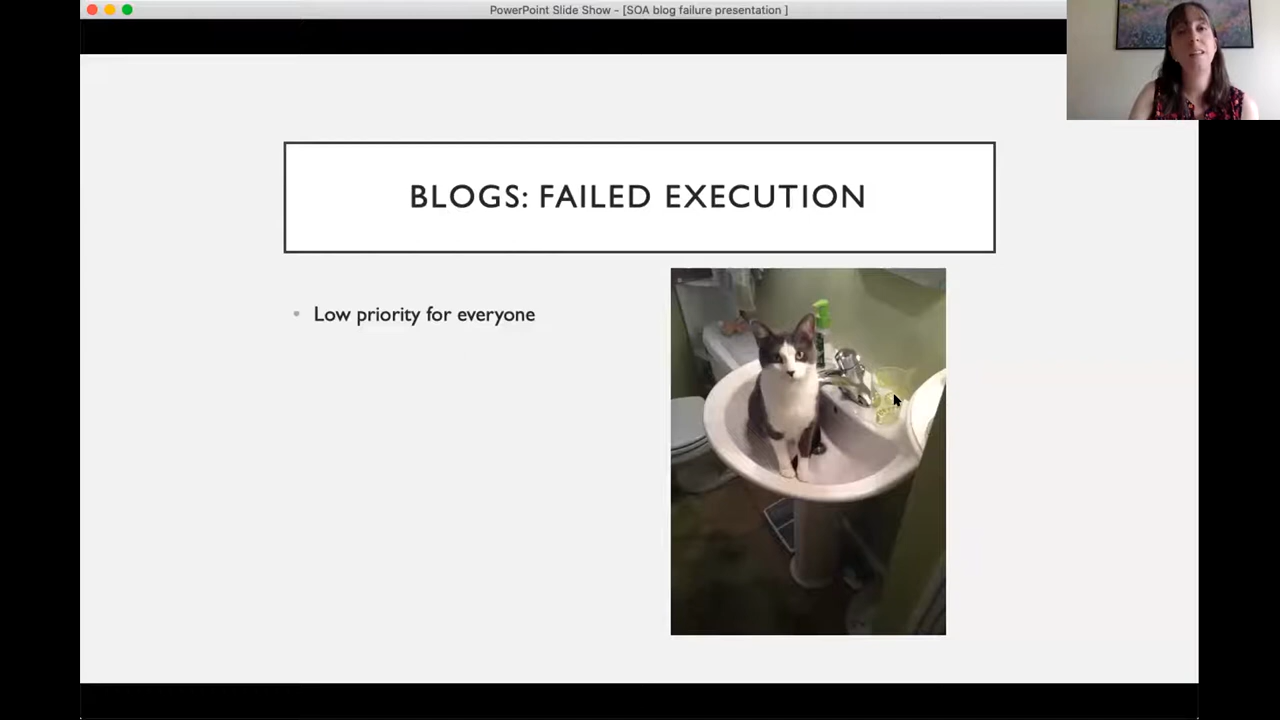 PowerPoint Slide Show - [SOA blog failure presentation ]
BLOGS: FAILED EXECUTION
• Low priority for everyone